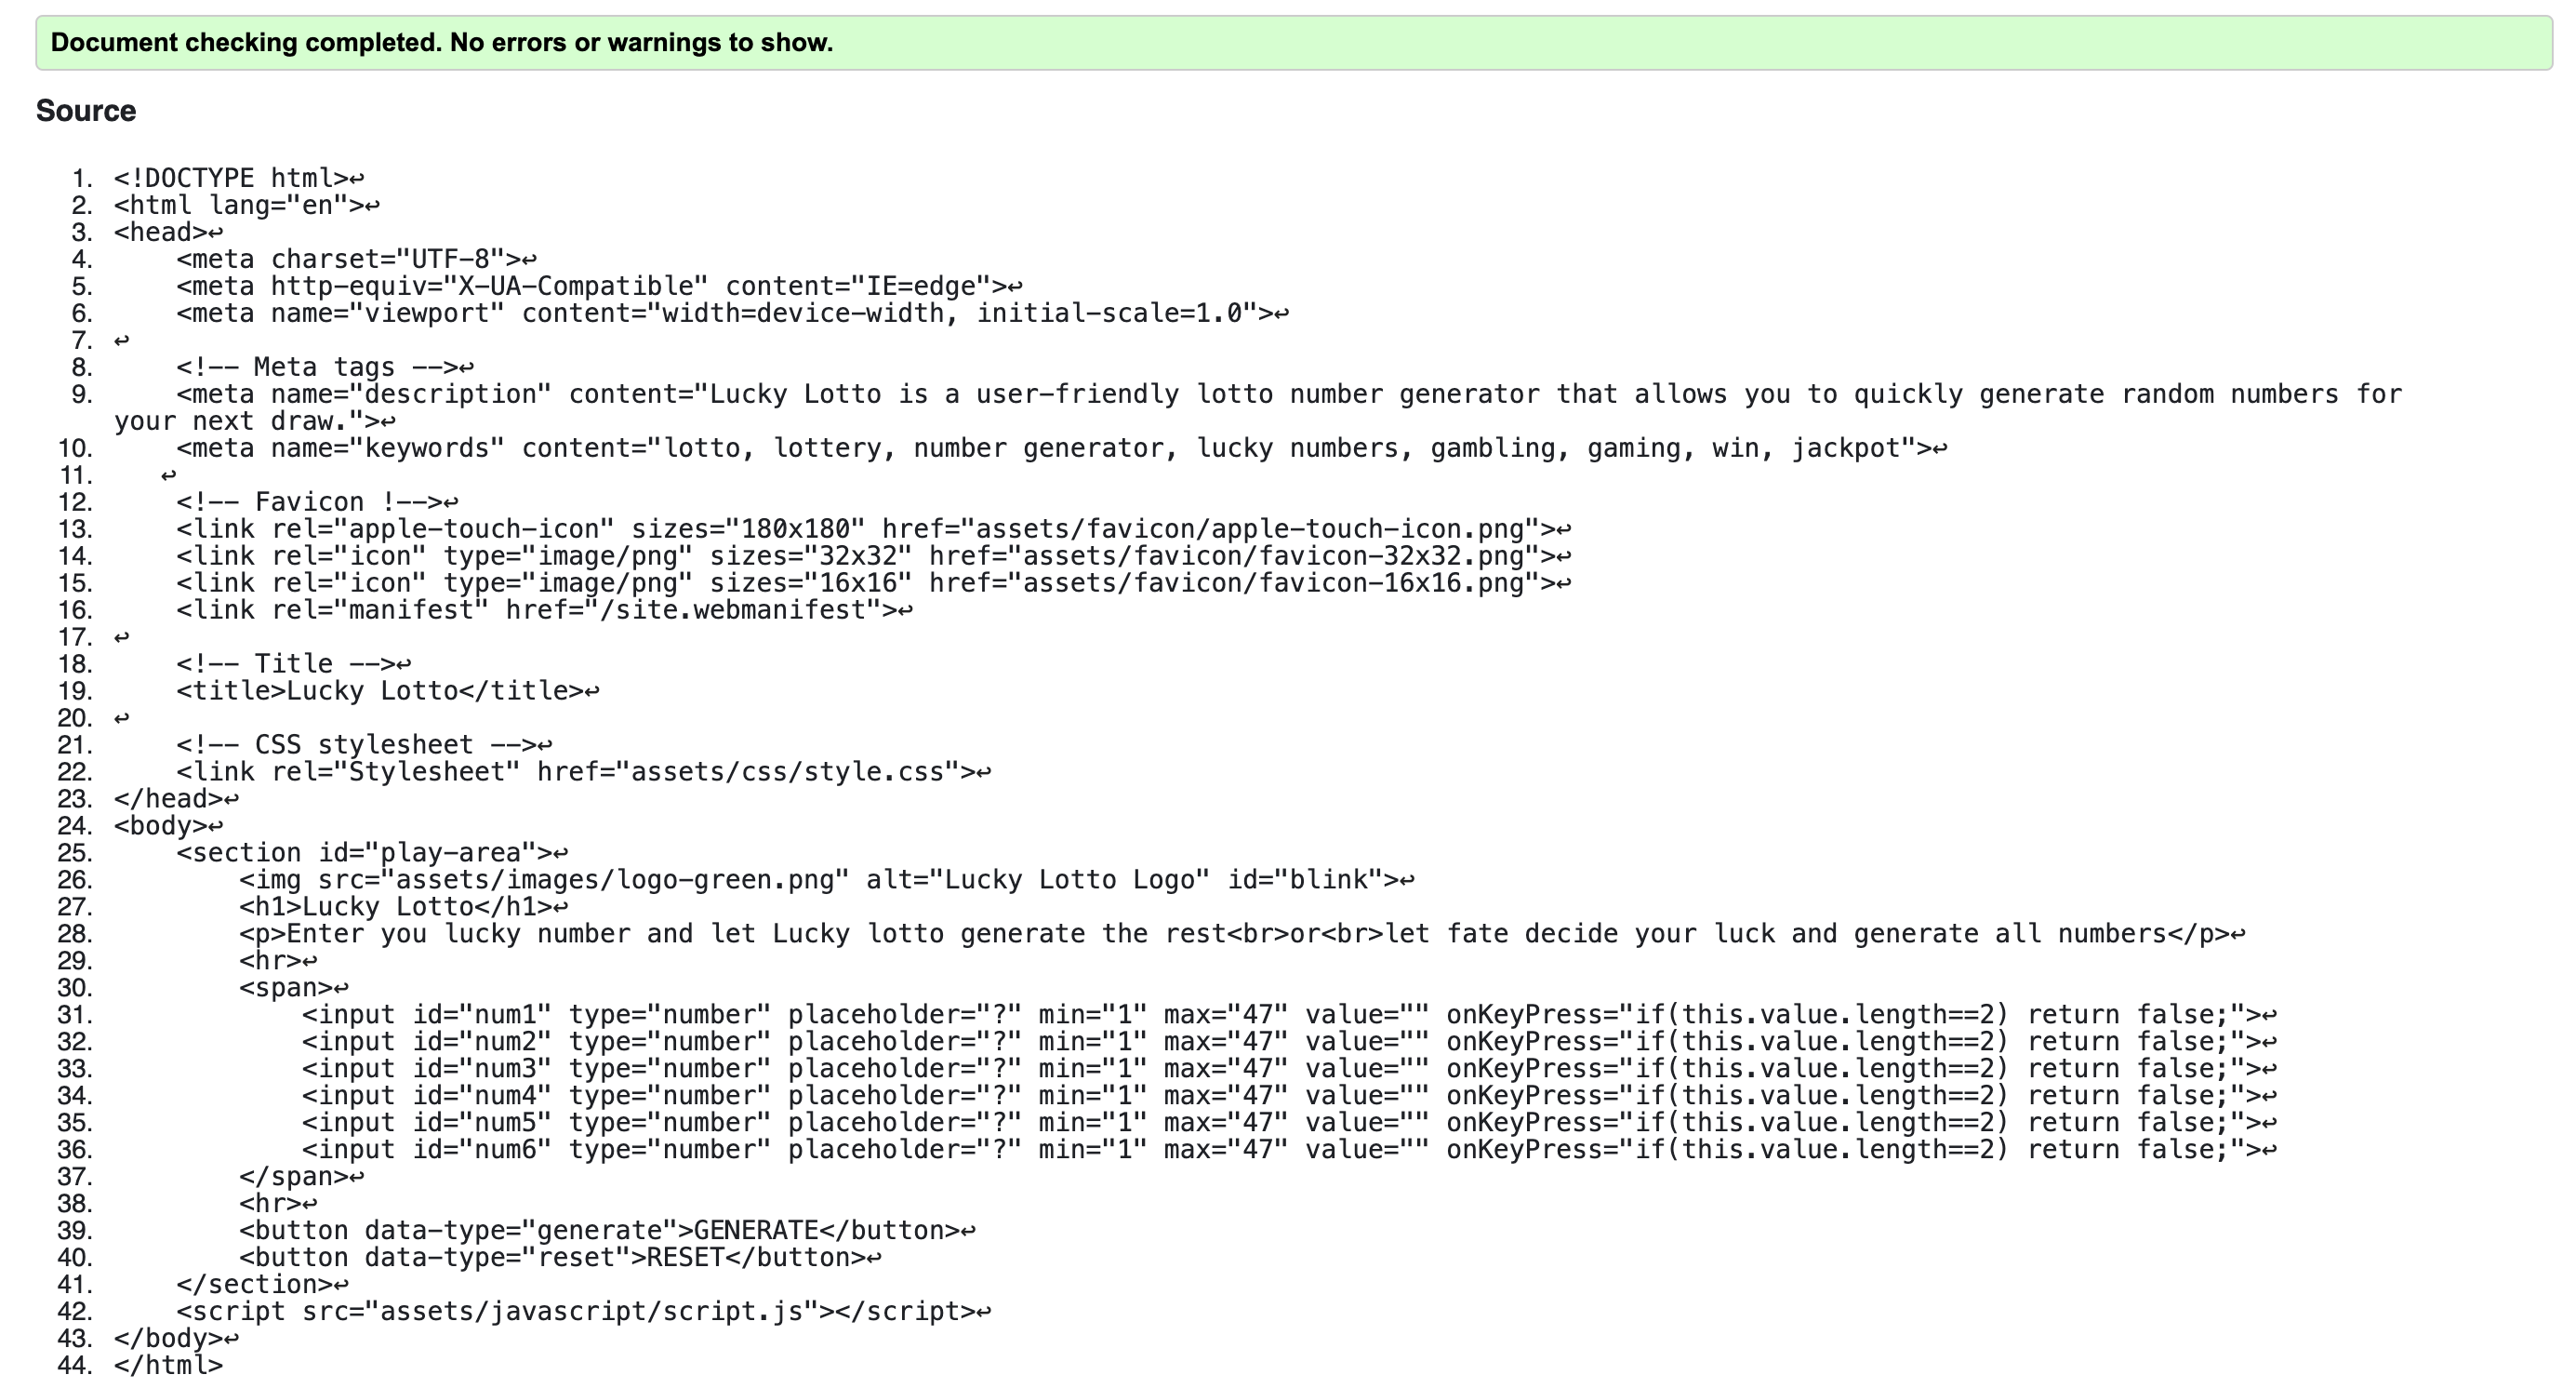 Document checking completed. No errors or warnings to show.
Source
1. <!DOCTYPE html>↩
2. <html lang="en">↩
3. <head>↩
4.     <meta charset="UTF-8">↩
5.     <meta http-equiv="X-UA-Compatible" content="IE=edge">↩
6.     <meta name="viewport" content="width=device-width, initial-scale=1.0">↩
7. ↩
8.     <!-- Meta tags -->↩
9.     <meta name="description" content="Lucky Lotto is a user-friendly lotto number generator that allows you to quickly generate random numbers for
your next draw.">↩
10.     <meta name="keywords" content="lotto, lottery, number generator, lucky numbers, gambling, gaming, win, jackpot">↩
11.    ↩
12.     <!-- Favicon !-->↩
13.     <link rel="apple-touch-icon" sizes="180x180" href="assets/favicon/apple-touch-icon.png">↩
14.     <link rel="icon" type="image/png" sizes="32x32" href="assets/favicon/favicon-32x32.png">↩
15.     <link rel="icon" type="image/png" sizes="16x16" href="assets/favicon/favicon-16x16.png">↩
16.     <link rel="manifest" href="/site.webmanifest">↩
17. ↩
18.     <!-- Title -->↩
19.     <title>Lucky Lotto</title>↩
20. ↩
21.     <!-- CSS stylesheet -->↩
22.     <link rel="Stylesheet" href="assets/css/style.css">↩
23. </head>↩
24. <body>↩
25.     <section id="play-area">↩
26.         <img src="assets/images/logo-green.png" alt="Lucky Lotto Logo" id="blink">↩
27.         <h1>Lucky Lotto</h1>↩
28.         <p>Enter you lucky number and let Lucky lotto generate the rest<br>or<br>let fate decide your luck and generate all numbers</p>↩
29.         <hr>↩
30.         <span>↩
31.             <input id="num1" type="number" placeholder="?" min="1" max="47" value="" onKeyPress="if(this.value.length==2) return false;">↩
32.             <input id="num2" type="number" placeholder="?" min="1" max="47" value="" onKeyPress="if(this.value.length==2) return false;">↩
33.             <input id="num3" type="number" placeholder="?" min="1" max="47" value="" onKeyPress="if(this.value.length==2) return false;">↩
34.             <input id="num4" type="number" placeholder="?" min="1" max="47" value="" onKeyPress="if(this.value.length==2) return false;">↩
35.             <input id="num5" type="number" placeholder="?" min="1" max="47" value="" onKeyPress="if(this.value.length==2) return false;">↩
36.             <input id="num6" type="number" placeholder="?" min="1" max="47" value="" onKeyPress="if(this.value.length==2) return false;">↩
37.         </span>↩
38.         <hr>↩
39.         <button data-type="generate">GENERATE</button>↩
40.         <button data-type="reset">RESET</button>↩
41.     </section>↩
42.     <script src="assets/javascript/script.js"></script>↩
43. </body>↩
44. </html>